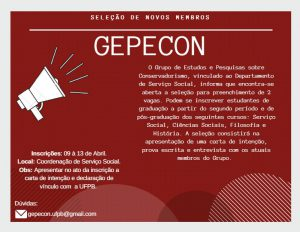 SELEÇÃO DE NOVOS MEMBROS
GEPECON
O Grupo de Estudos e Pesquisas sobre
Conservadorismo, vinculado ao Departamento
de Serviço Social, informa que encontra-se
aberta a seleção para preenchimento de 2
vagas. Podem se inscrever estudantes de
graduação a partir do segundo período e de
pós-graduação dos seguintes cursos: Serviço
Social, Ciências Sociais, Filosofia e
História. A seleção consistirá na
apresentação de uma carta de intenção,
prova escrita e entrevista com os atuais
membros do Grupo.
Inscrições: 09 à 13 de Abril.
Local: Coordenação de Serviço Social.
Obs: Apresentar no ato da inscrição a
carta de intenção e declaração de
vínculo com a UFPB.
Dúvidas:
gepecon.ufpb@gmail.com